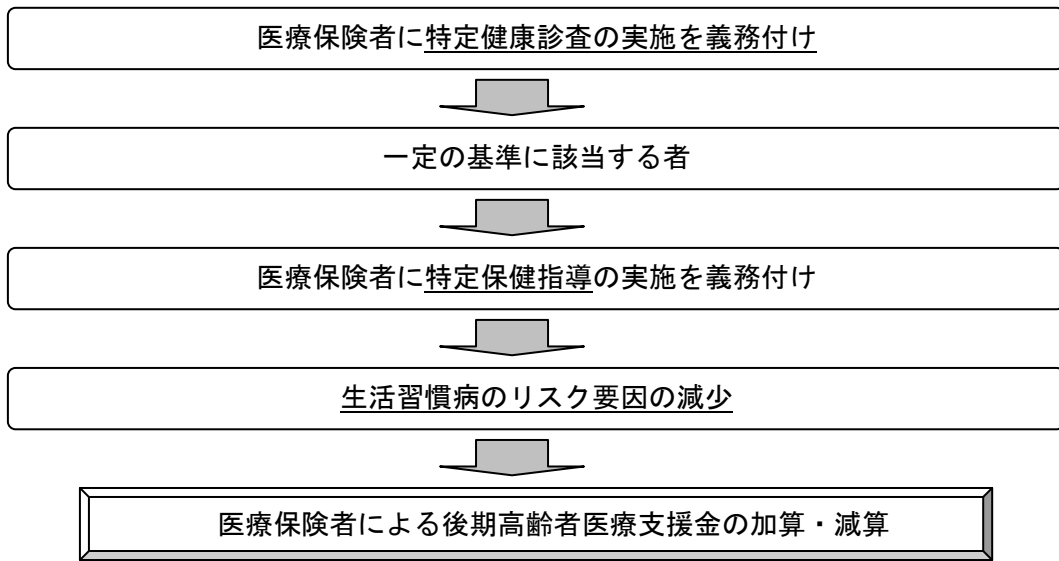 医療保険者に特定健康診査の実施を義務付け
一定の基準に該当する者
医療保険者に特定保健指導の実施を義務付け
生活習慣病のリスク要因の減少
医療保険者による後期高齢者医療支援金の加算・減算